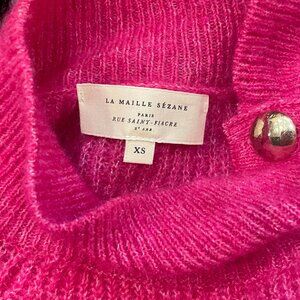 LA MAILLE SÉZANE
PARIS
RUE SAINT-FIACRE
2e ARR
XS